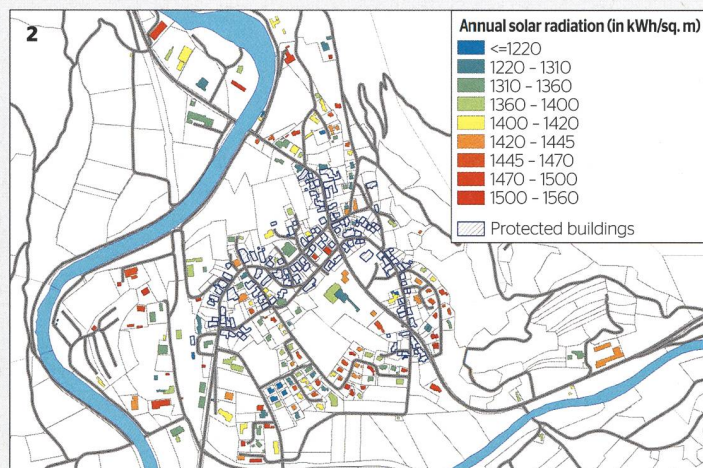 2
Annual solar radiation (in kWh/sq. m)
<=1220
1220 - 1310
1310 - 1360
1360 - 1400
1400 - 1420
1420 - 1445
1445 - 1470
1470 - 1500
1500 - 1560
Protected buildings